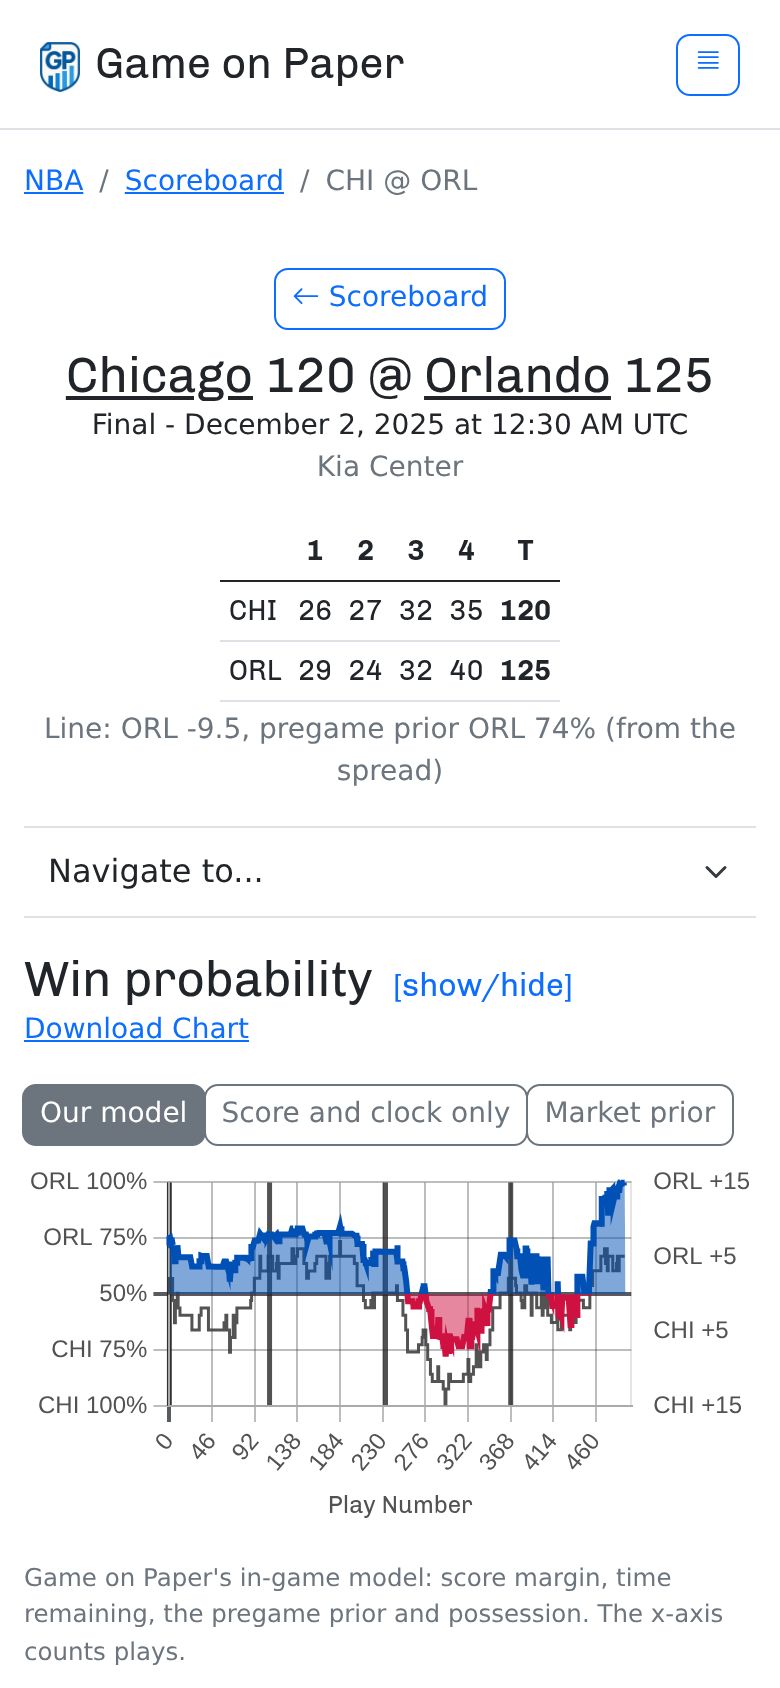 GP Game on Paper
NBA / Scoreboard / CHI @ ORL
← Scoreboard
Chicago 120 @ Orlando 125
Final - December 2, 2025 at 12:30 AM UTC
Kia Center
1 2 3 4 T
CHI 26 27 32 35 120
ORL 29 24 32 40 125
Line: ORL -9.5, pregame prior ORL 74% (from the
spread)
Navigate to...
Win probability [show/hide]
Download Chart
Our model Score and clock only Market prior
ORL 100% ORL +15
ORL 75% ORL +5
50%
CHI 75% CHI +5
CHI 100% CHI +15
0 46 92 138 184 230 276 322 368 414 460
Play Number
Game on Paper's in-game model: score margin, time
remaining, the pregame prior and possession. The x-axis
counts plays.